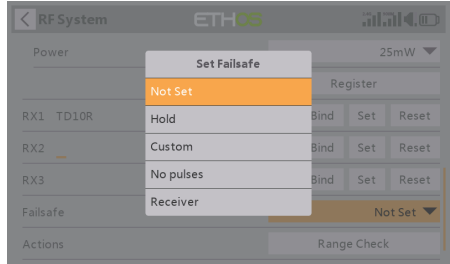 RF System ETHOS
Power 25mW
Set Failsafe
Register
Not Set
RX1 TD10R Bind Set Reset
Hold
RX2 Set Reset
Custom
RX3 Bind Set Reset
No pulses
Receiver
Failsafe Not Set
Actions Range Check